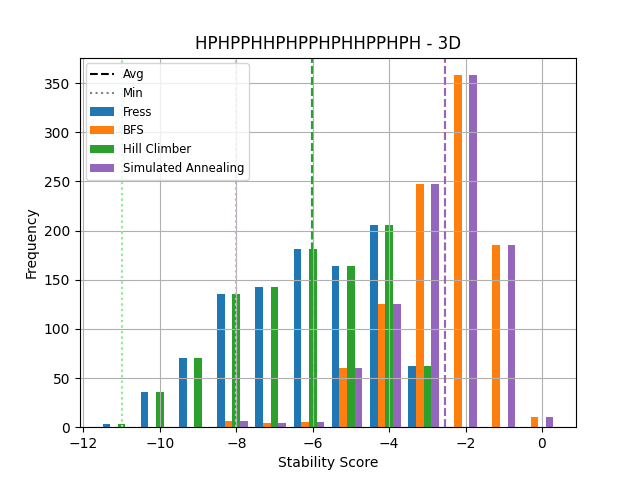 HPHPPHHPHPPHPHHPPHPH - 3D
Avg
Min
Fress
BFS
Hill Climber
Simulated Annealing
Frequency
350
300
250
200
150
100
50
0
−12 −10 −8 −6 −4 −2 0
Stability Score